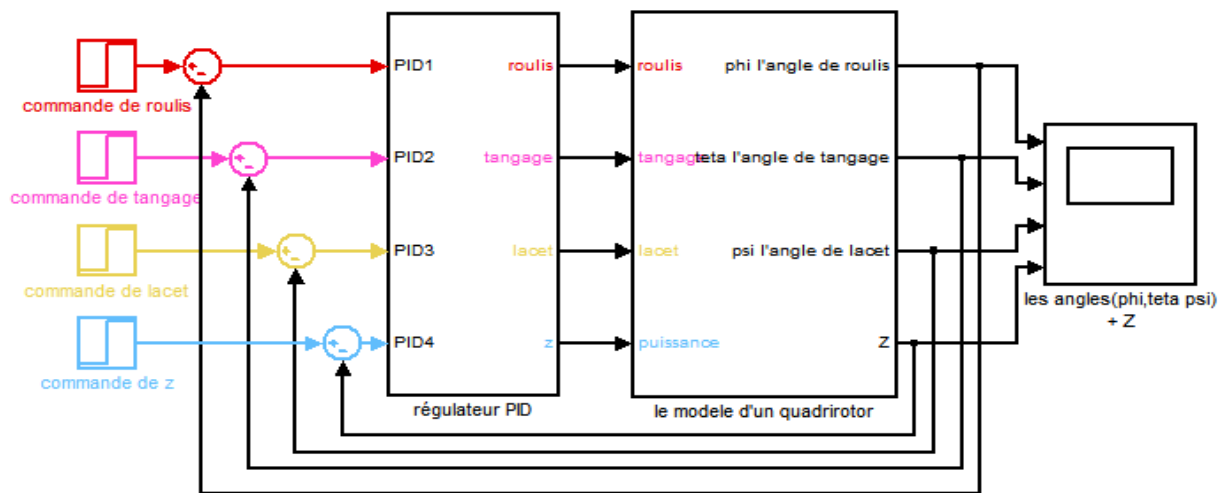 commande de roulis
commande de tangage
commande de lacet
commande de z
PID1
PID2
PID3
PID4
roulis
tangage
lacet
z
régulateur PID
roulis
tangage
lacet
puissance
phi l'angle de roulis
teta l'angle de tangage
psi l'angle de lacet
Z
le modele d'un quadrirotor
les angles(phi,teta psi)
+ Z